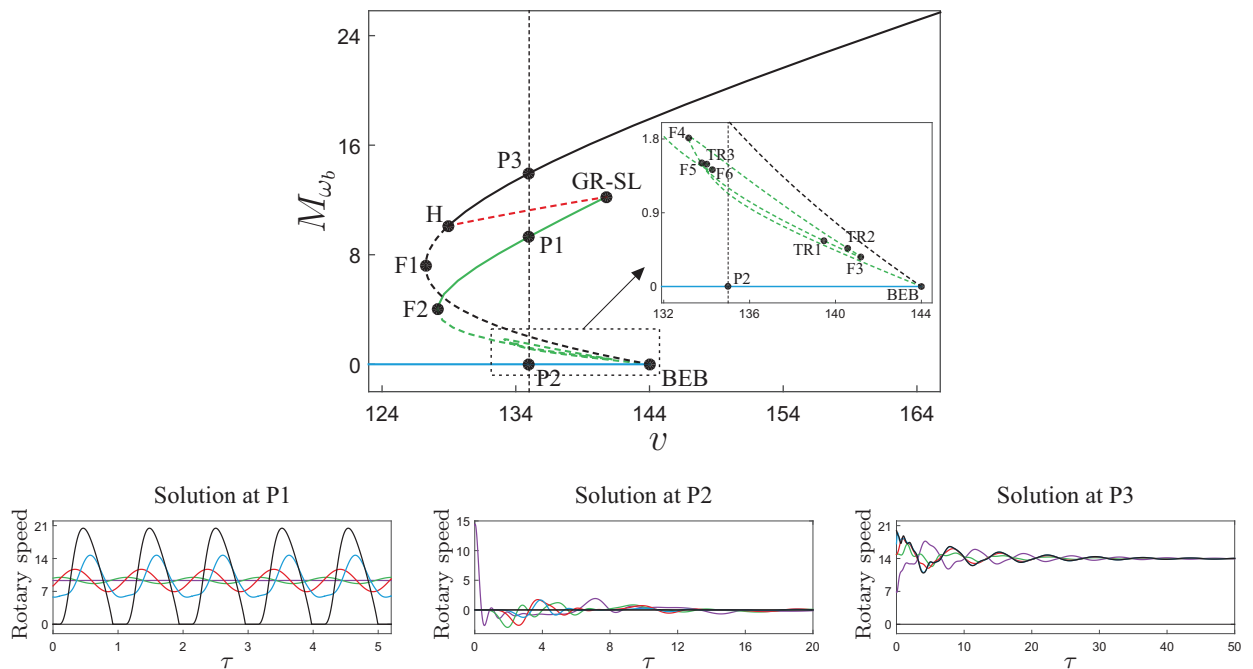 24
16
8
0
M_{ω_b}
124 134 144 154 164
v
P3
GR-SL
H
P1
F1
F2
P2
BEB
1.8
0.9
0
F4
TR3
F5
F6
TR2
TR1
F3
P2
BEB
132 136 140 144
Solution at P1
Rotary speed
21
14
7
0
0 1 2 3 4 5
τ
Solution at P2
Rotary speed
15
10
5
0
-5
0 4 8 12 16 20
τ
Solution at P3
Rotary speed
21
14
7
0
0 10 20 30 40 50
τ